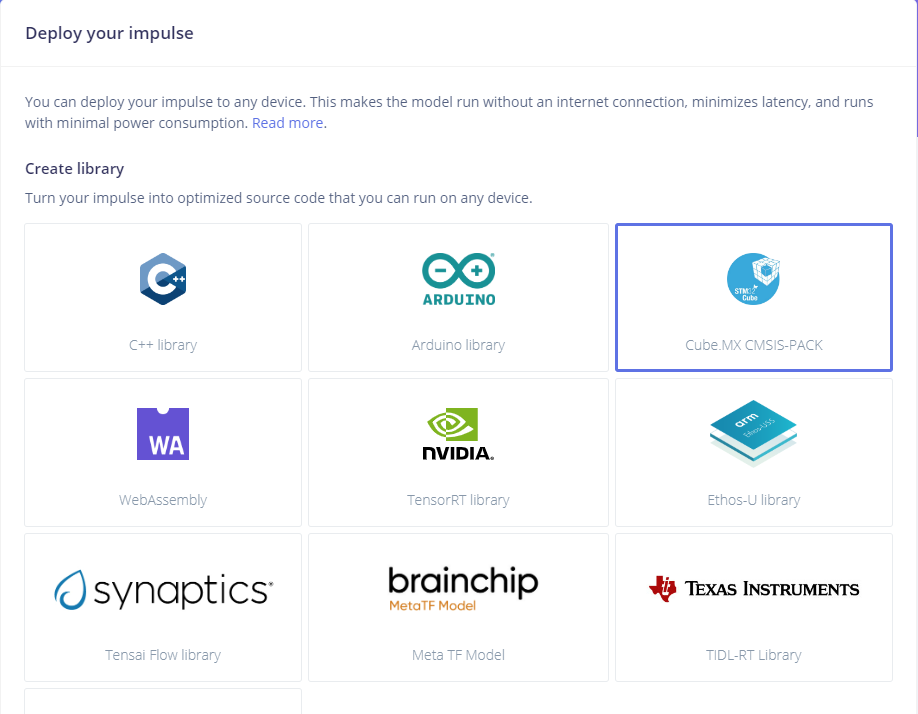 Deploy your impulse
You can deploy your impulse to any device. This makes the model run without an internet connection, minimizes latency, and runs
with minimal power consumption. Read more.
Create library
Turn your impulse into optimized source code that you can run on any device.
C++
ARDUINO
STM32
Cube
C++ library
Arduino library
Cube.MX CMSIS-PACK
WA
NVIDIA.
arm
Ethos-U55
WebAssembly
TensorRT library
Ethos-U library
synaptics®
brainchip
MetaTF Model
TEXAS INSTRUMENTS
Tensai Flow library
Meta TF Model
TIDL-RT Library